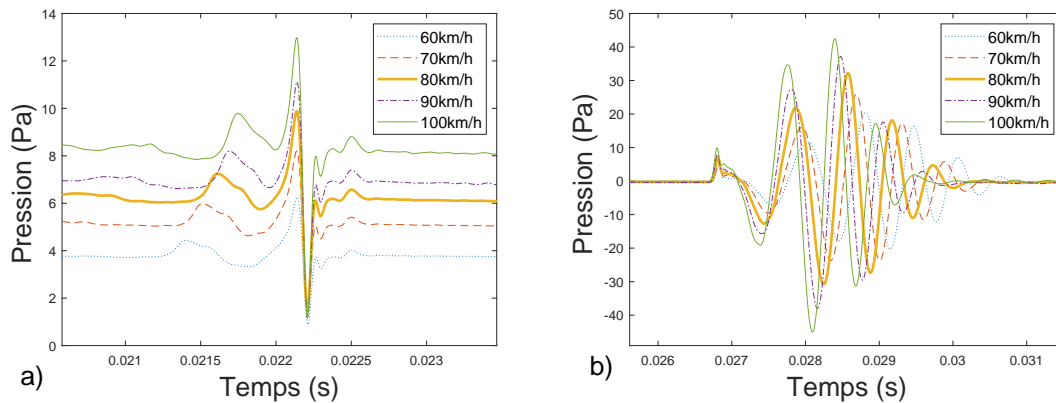 14
12
10
8
6
4
2
0
Pression (Pa)
0.021
0.0215
0.022
0.0225
0.023
Temps (s)
60km/h
70km/h
80km/h
90km/h
100km/h
a)
50
40
30
20
10
0
-10
-20
-30
-40
Pression (Pa)
0.026
0.027
0.028
0.029
0.03
0.031
Temps (s)
60km/h
70km/h
80km/h
90km/h
100km/h
b)